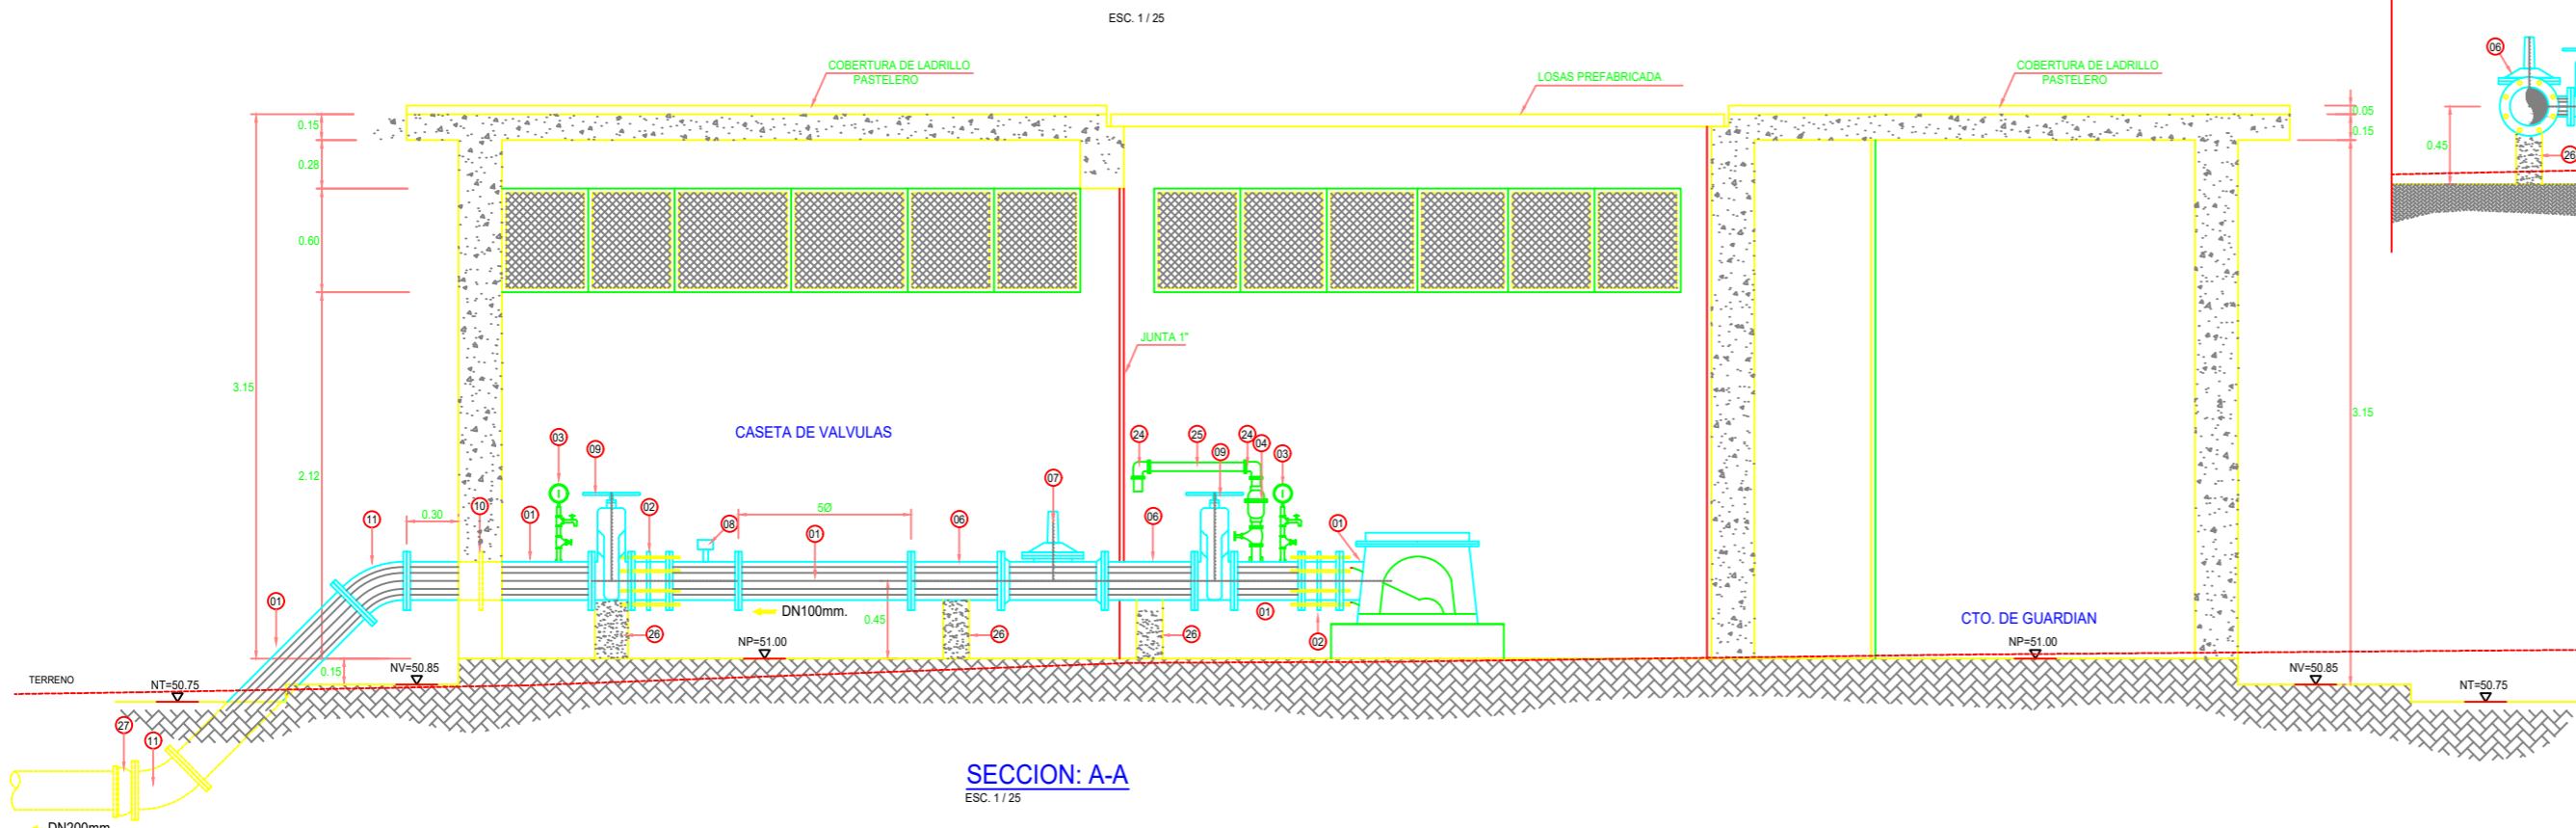 ESC. 1 / 25
COBERTURA DE LADRILLO
PASTELERO
LOSAS PREFABRICADA
COBERTURA DE LADRILLO
PASTELERO
06
0.45
26
0.15
0.28
0.60
3.15
2.12
0.05
0.15
3.15
JUNTA 1"
CASETA DE VALVULAS
03
09
02
08
07
24
25
24
04
09
03
11
0.30
10
01
5Ø
01
06
06
01
01
DN100mm.
0.45
01
02
26
26
26
CTO. DE GUARDIAN
NP=51.00
NP=51.00
0.15
NV=50.85
NV=50.85
TERRENO
NT=50.75
NT=50.75
27
11
SECCION: A-A
ESC. 1 / 25
DN200mm